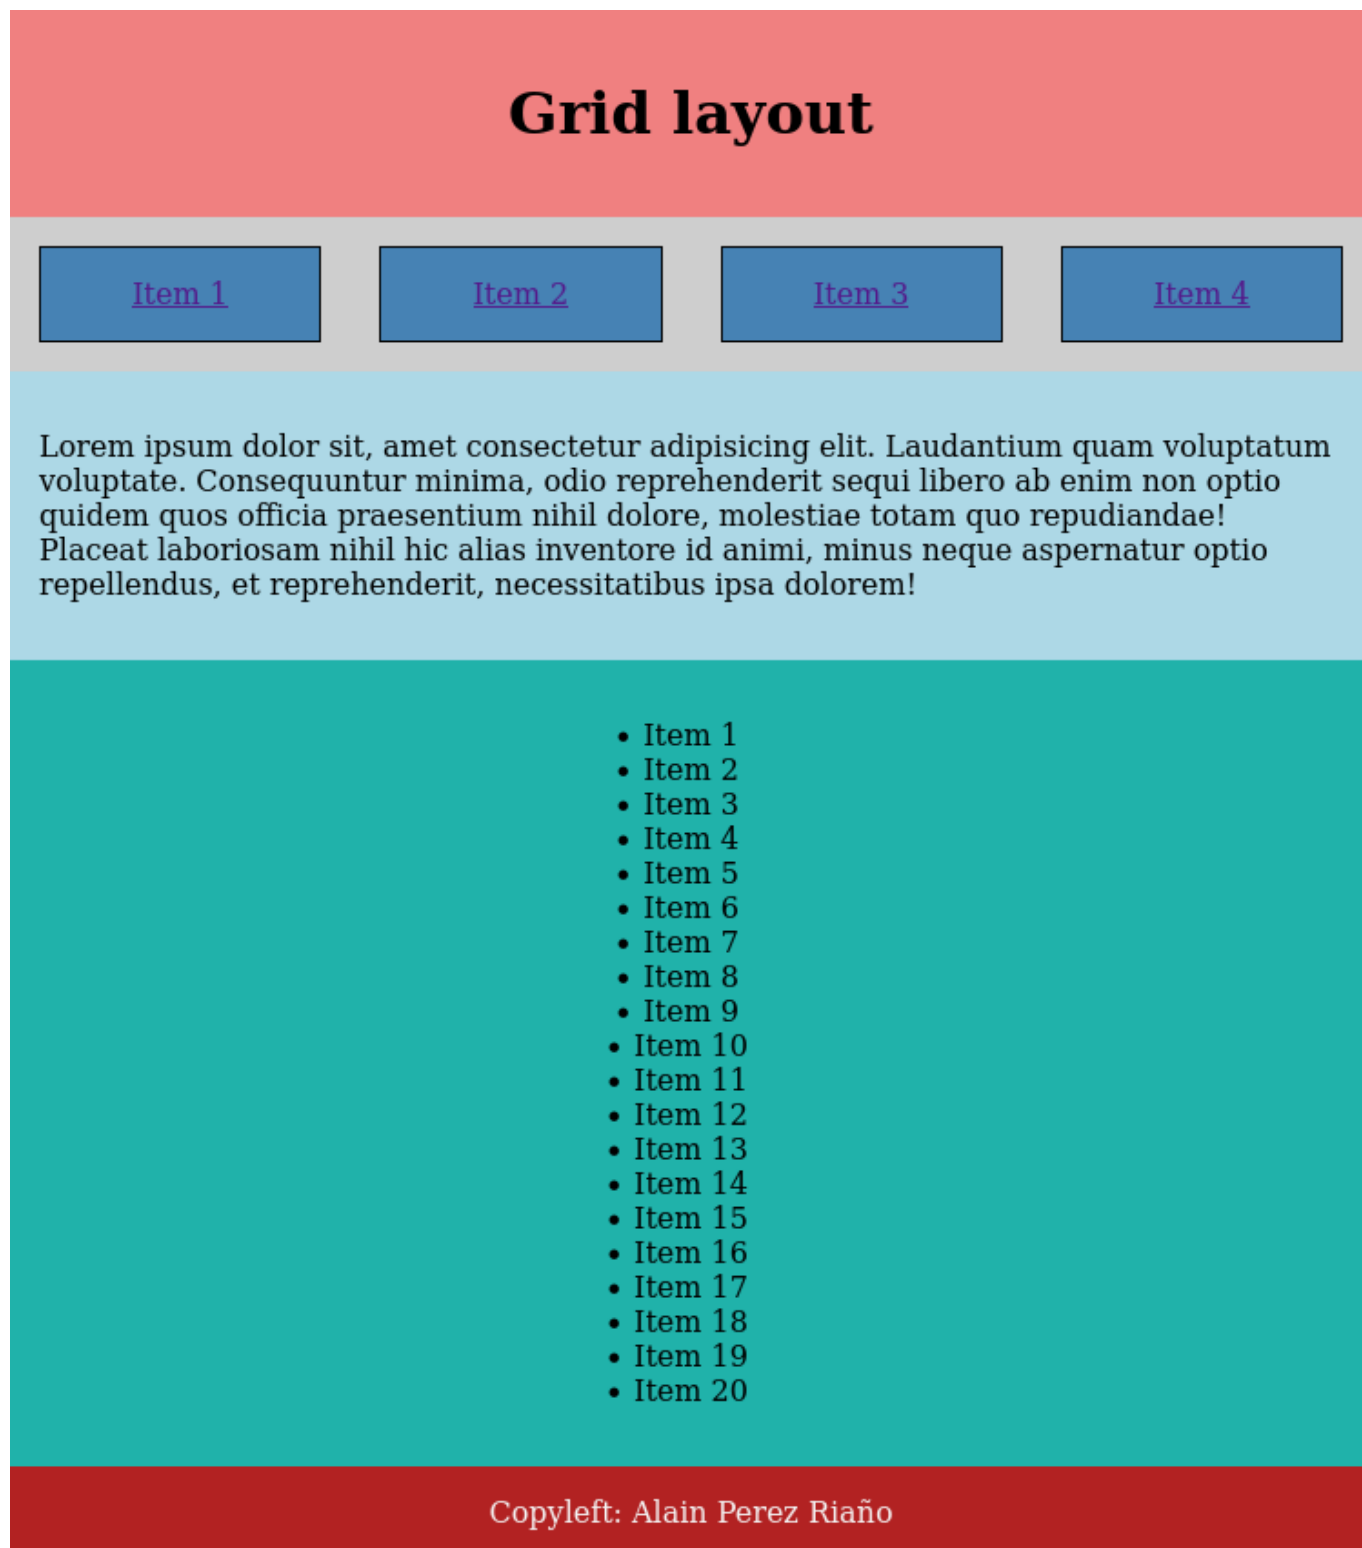 Grid layout
Item 1
Item 2
Item 3
Item 4
Lorem ipsum dolor sit, amet consectetur adipisicing elit. Laudantium quam voluptatum
voluptate. Consequuntur minima, odio reprehenderit sequi libero ab enim non optio
quidem quos officia praesentium nihil dolore, molestiae totam quo repudiandae!
Placeat laboriosam nihil hic alias inventore id animi, minus neque aspernatur optio
repellendus, et reprehenderit, necessitatibus ipsa dolorem!
• Item 1
• Item 2
• Item 3
• Item 4
• Item 5
• Item 6
• Item 7
• Item 8
• Item 9
• Item 10
• Item 11
• Item 12
• Item 13
• Item 14
• Item 15
• Item 16
• Item 17
• Item 18
• Item 19
• Item 20
Copyleft: Alain Perez Riaño